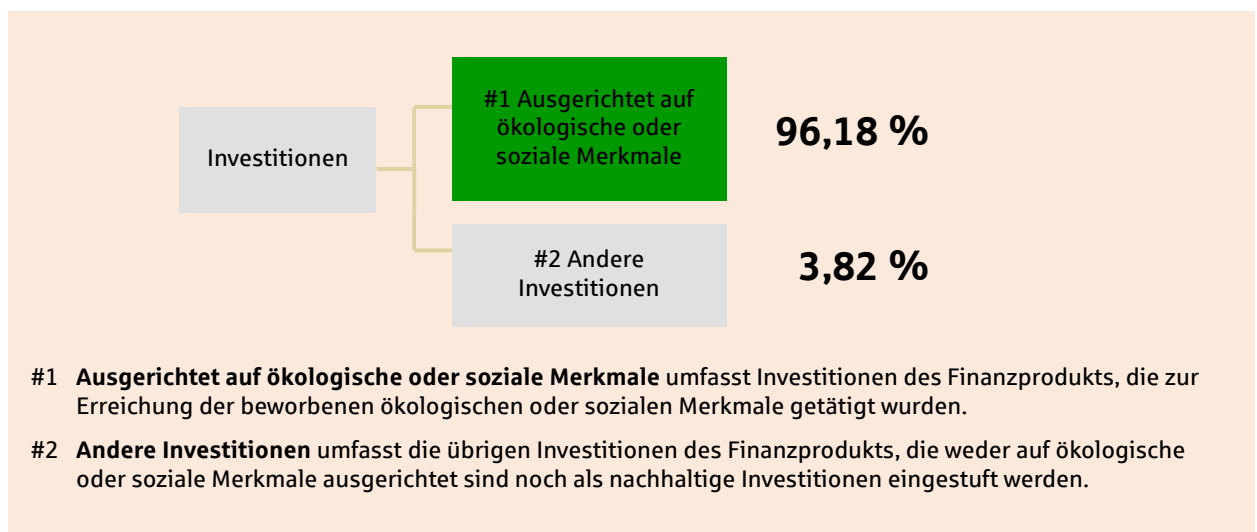 #1 Ausgerichtet auf
ökologische oder
soziale Merkmale
96,18 %
Investitionen
#2 Andere
Investitionen
3,82 %
#1 Ausgerichtet auf ökologische oder soziale Merkmale umfasst Investitionen des Finanzprodukts, die zur
Erreichung der beworbenen ökologischen oder sozialen Merkmale getätigt wurden.
#2 Andere Investitionen umfasst die übrigen Investitionen des Finanzprodukts, die weder auf ökologische
oder soziale Merkmale ausgerichtet sind noch als nachhaltige Investitionen eingestuft werden.